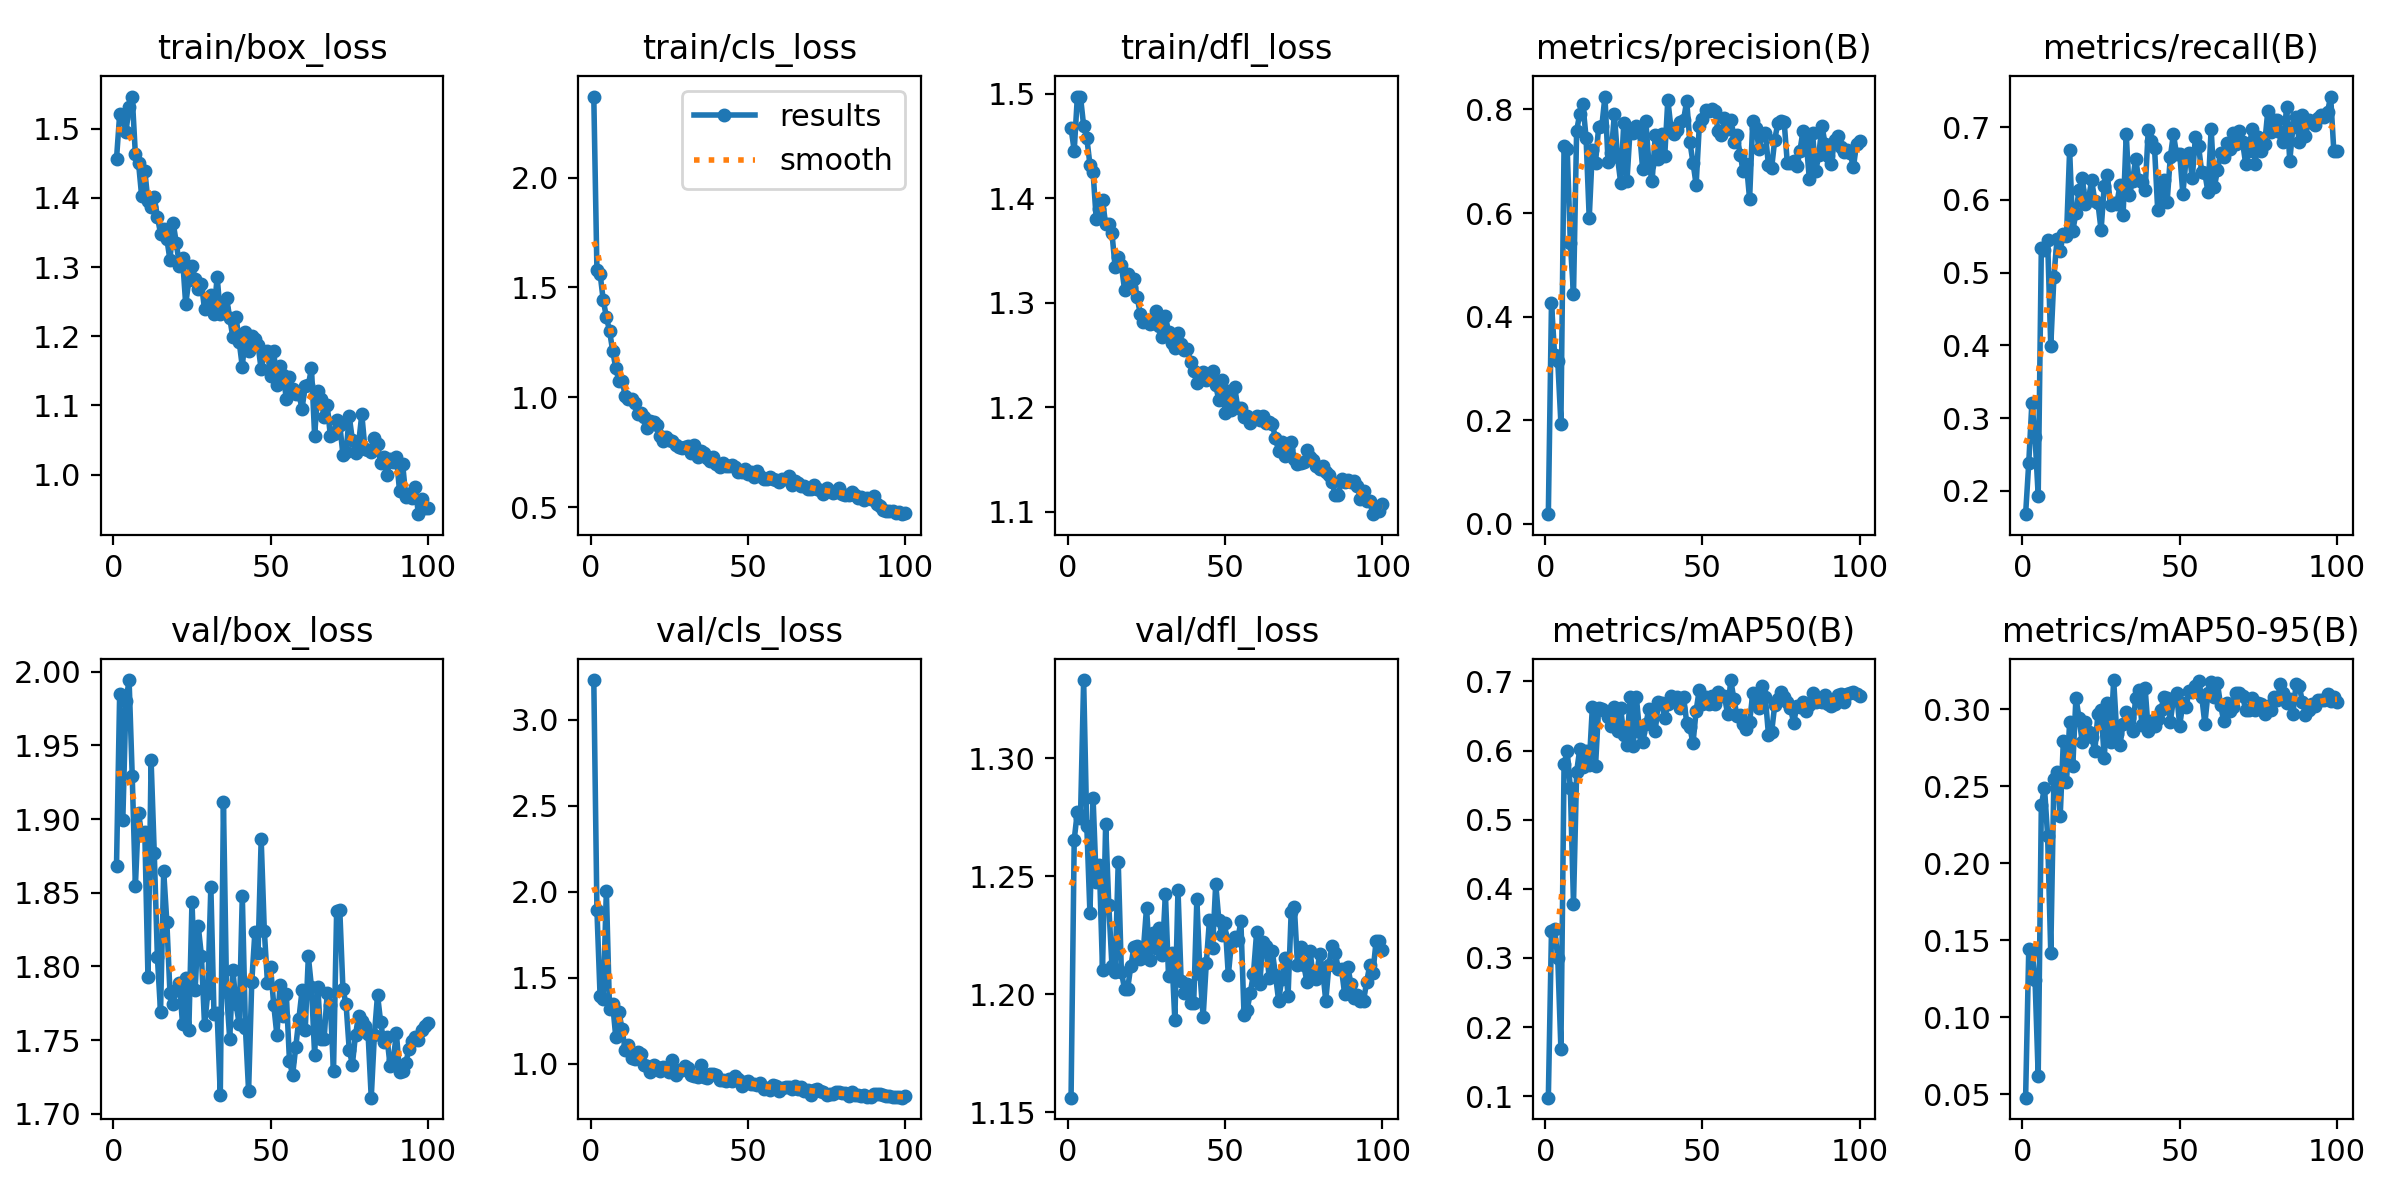 train/box_loss
1.5
1.4
1.3
1.2
1.1
1.0
0 50 100
train/cls_loss
results
smooth
2.0
1.5
1.0
0.5
0 50 100
train/dfl_loss
1.5
1.4
1.3
1.2
1.1
0 50 100
metrics/precision(B)
0.8
0.6
0.4
0.2
0.0
0 50 100
metrics/recall(B)
0.7
0.6
0.5
0.4
0.3
0.2
0 50 100
val/box_loss
2.00
1.95
1.90
1.85
1.80
1.75
1.70
0 50 100
val/cls_loss
3.0
2.5
2.0
1.5
1.0
0 50 100
val/dfl_loss
1.30
1.25
1.20
1.15
0 50 100
metrics/mAP50(B)
0.7
0.6
0.5
0.4
0.3
0.2
0.1
0 50 100
metrics/mAP50-95(B)
0.30
0.25
0.20
0.15
0.10
0.05
0 50 100